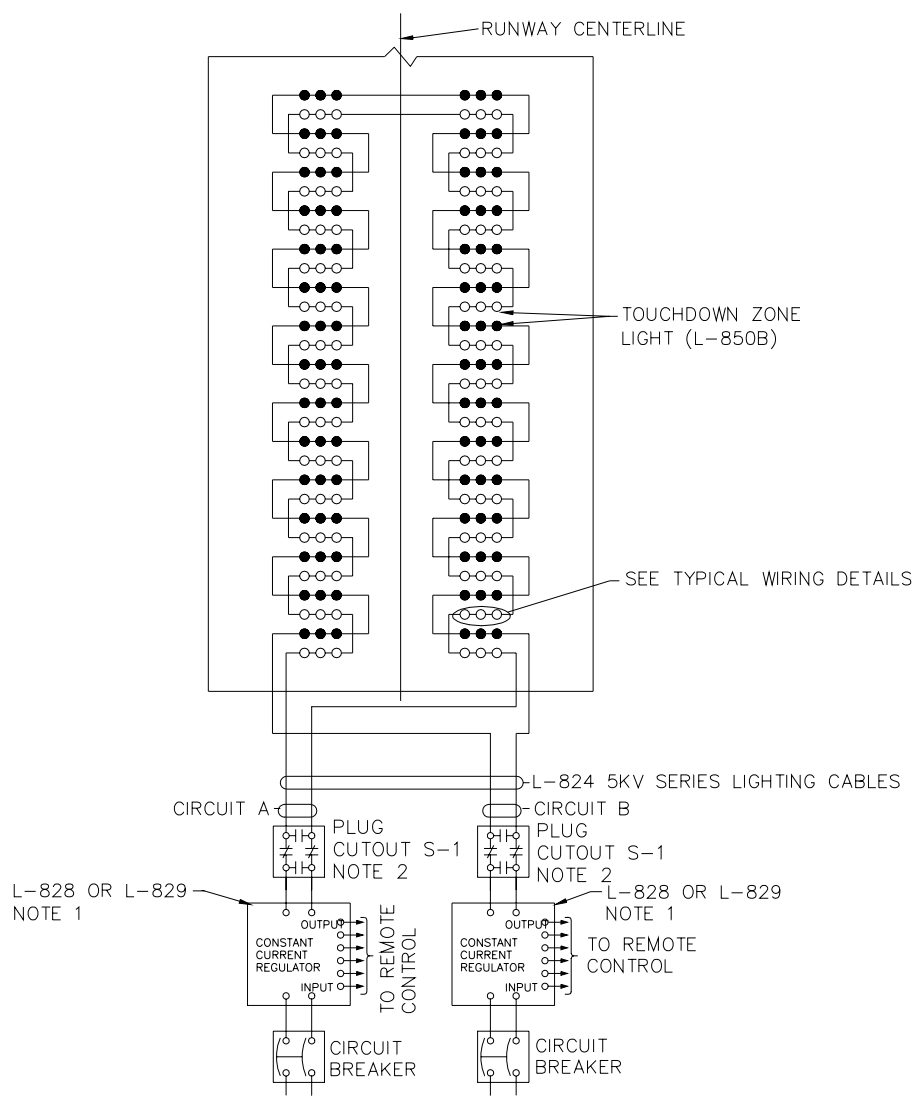 RUNWAY CENTERLINE
TOUCHDOWN ZONE
LIGHT (L-850B)
SEE TYPICAL WIRING DETAILS
L-824 5KV SERIES LIGHTING CABLES
CIRCUIT A
CIRCUIT B
PLUG
CUTOUT S-1
NOTE 2
PLUG
CUTOUT S-1
NOTE 2
L-828 OR L-829
NOTE 1
L-828 OR L-829
NOTE 1
OUTPUT
CONSTANT
CURRENT
REGULATOR
INPUT
TO REMOTE
CONTROL
OUTPUT
CONSTANT
CURRENT
REGULATOR
INPUT
TO REMOTE
CONTROL
CIRCUIT
BREAKER
CIRCUIT
BREAKER